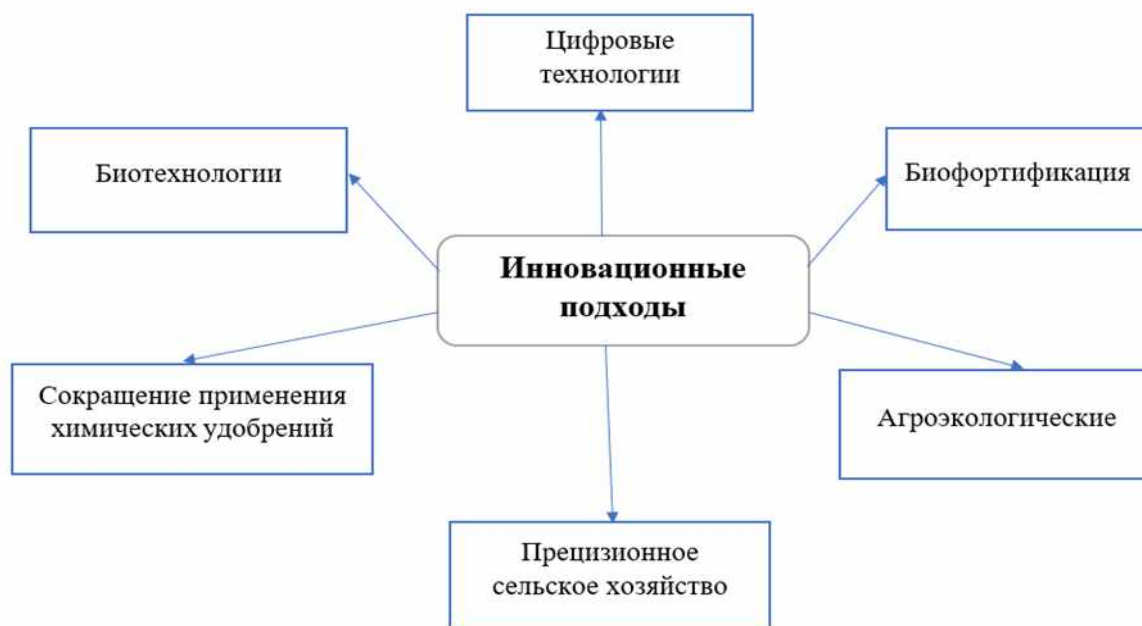 Цифровые
технологии
Биотехнологии
Биофортификация
Инновационные
подходы
Сокращение применения
химических удобрений
Агроэкологические
Прецизионное
сельское хозяйство